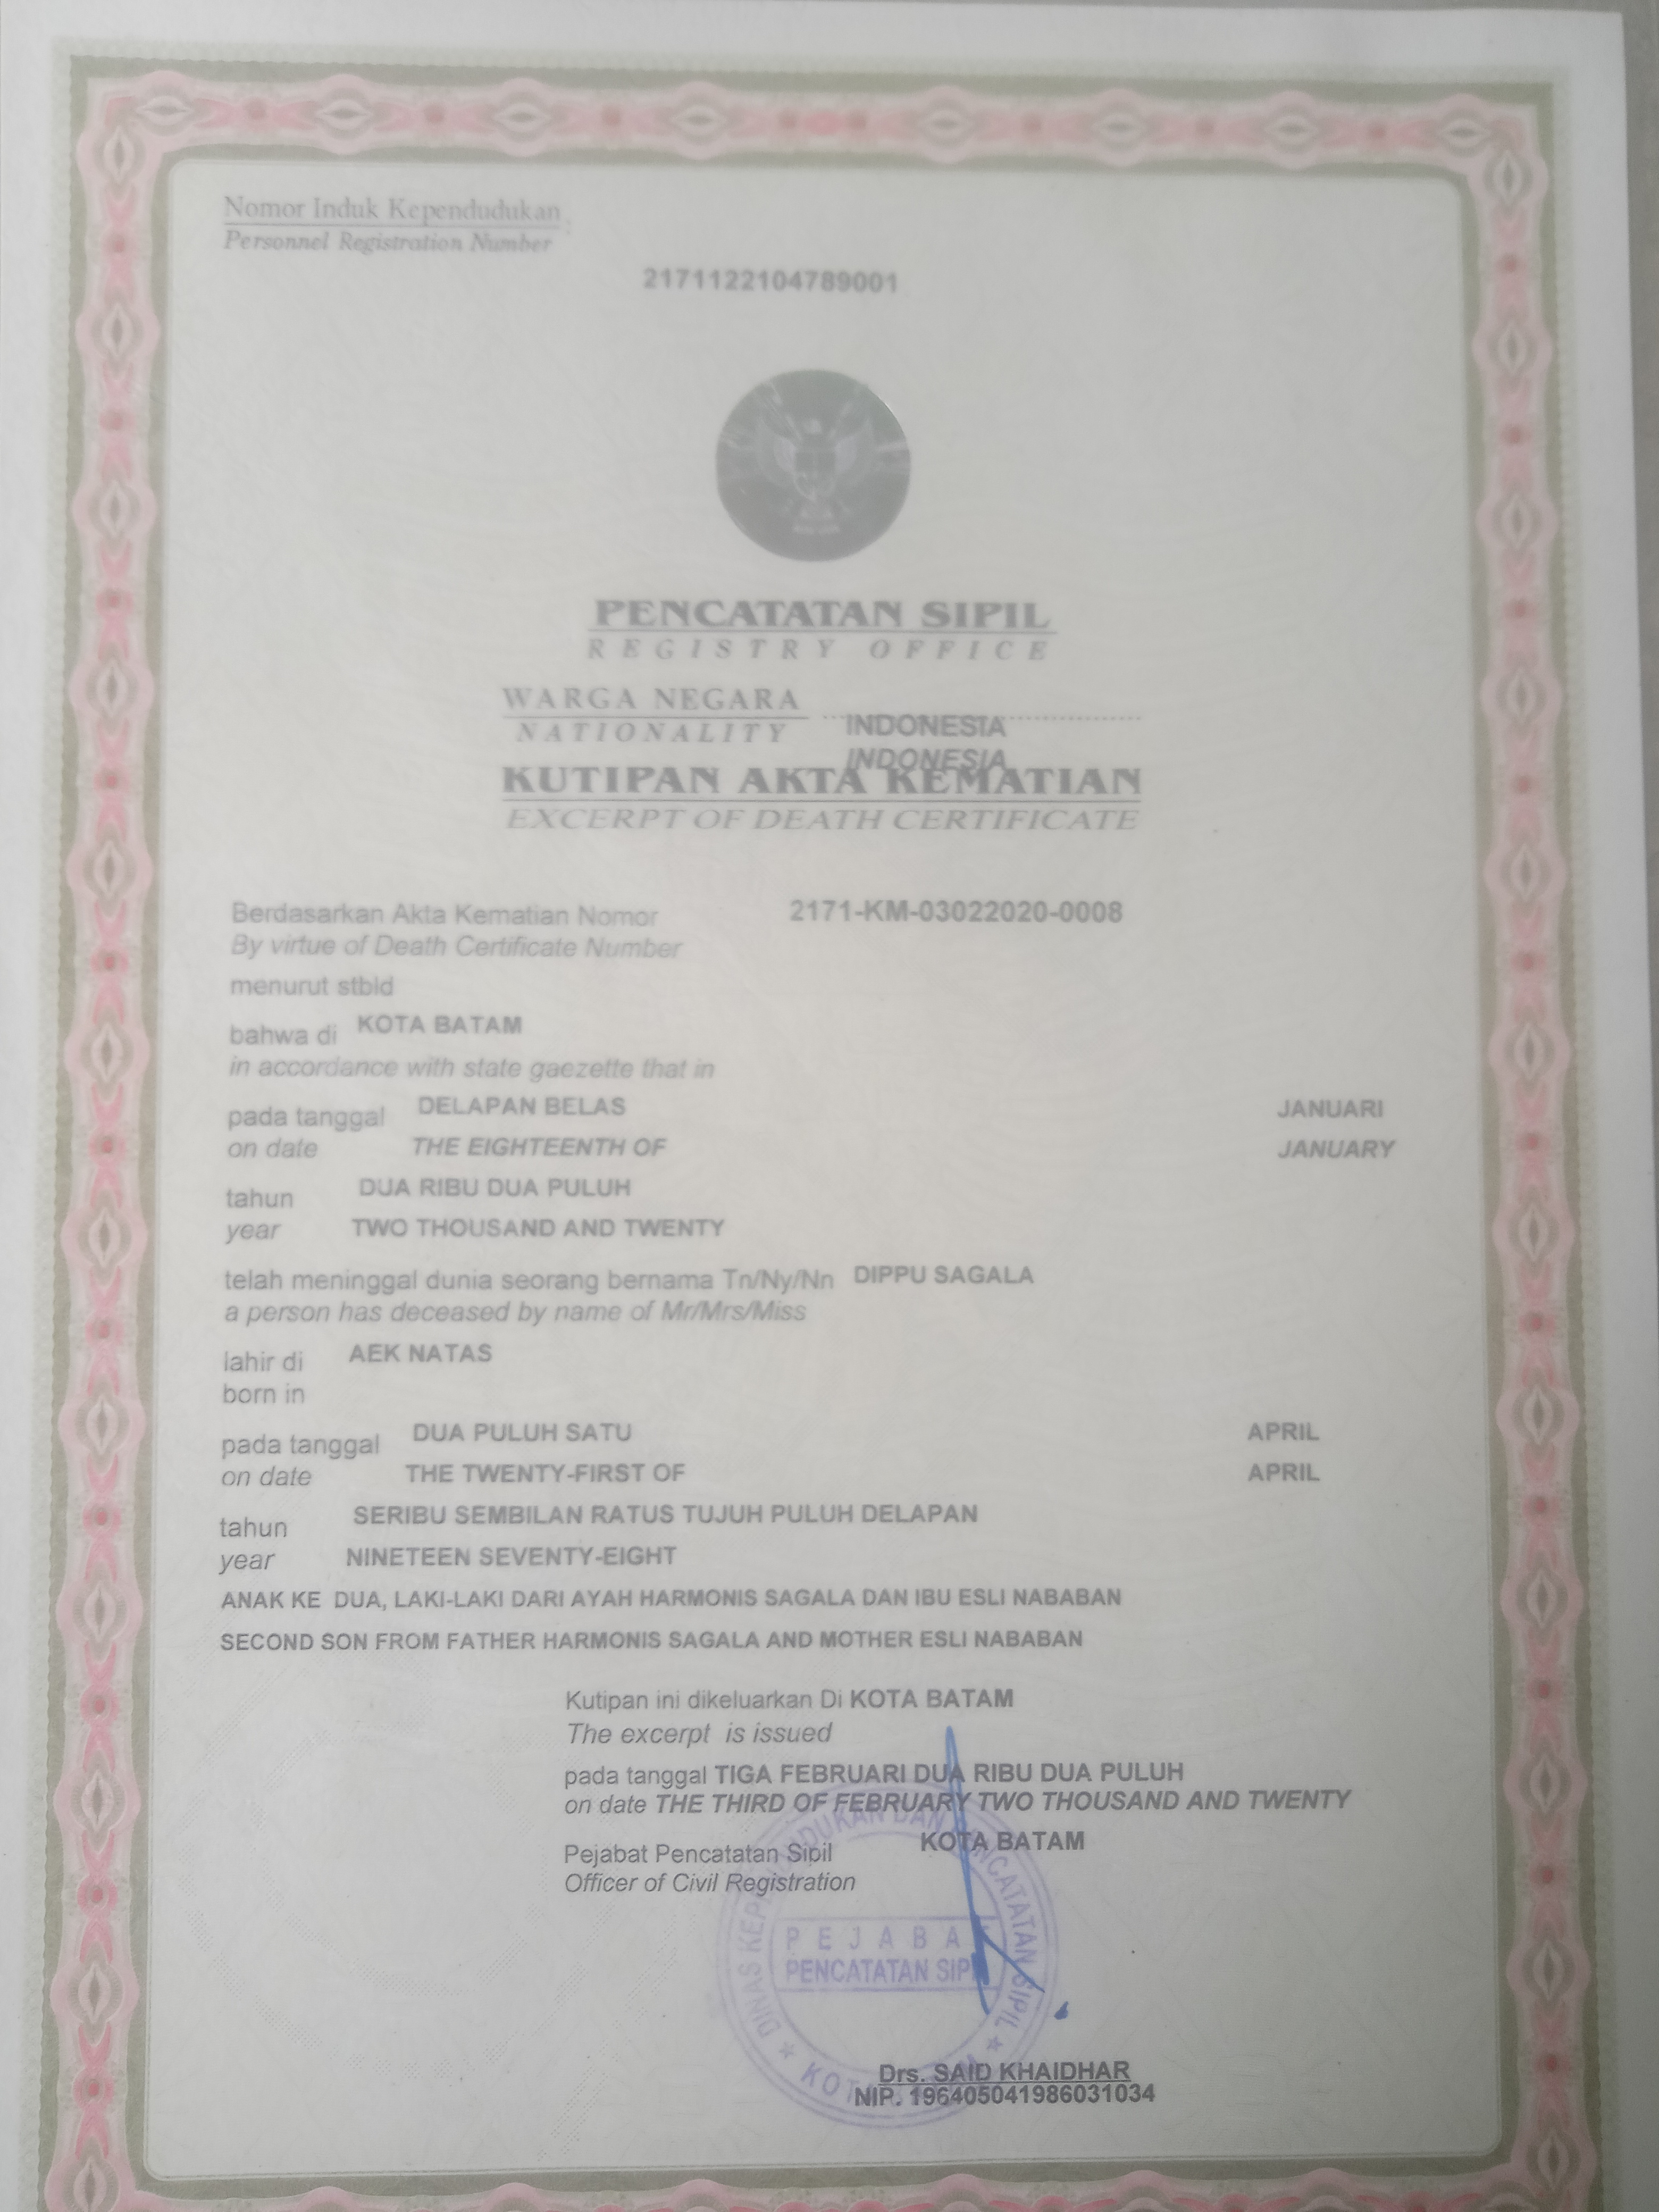 Nomor Induk Kependudukan
Personnel Registration Number
2171122104789001
PENCATATAN SIPIL
REGISTRY OFFICE
WARGA NEGARA
NATIONALITY
INDONESIA
INDONESIA
KUTIPAN AKTA KEMATIAN
EXCERPT OF DEATH CERTIFICATE
Berdasarkan Akta Kematian Nomor 2171-KM-03022020-0008
By virtue of Death Certificate Number
menurut stbld
bahwa di KOTA BATAM
in accordance with state gaezette that in
pada tanggal DELAPAN BELAS JANUARI
on date THE EIGHTEENTH OF JANUARY
tahun DUA RIBU DUA PULUH
year TWO THOUSAND AND TWENTY
telah meninggal dunia seorang bernama Tn/Ny/Nn DIPPU SAGALA
a person has deceased by name of Mr/Mrs/Miss
lahir di AEK NATAS
born in
pada tanggal DUA PULUH SATU APRIL
on date THE TWENTY-FIRST OF APRIL
tahun SERIBU SEMBILAN RATUS TUJUH PULUH DELAPAN
year NINETEEN SEVENTY-EIGHT
ANAK KE DUA, LAKI-LAKI DARI AYAH HARMONIS SAGALA DAN IBU ESLI NABABAN
SECOND SON FROM FATHER HARMONIS SAGALA AND MOTHER ESLI NABABAN
Kutipan ini dikeluarkan Di KOTA BATAM
The excerpt is issued
pada tanggal TIGA FEBRUARI DUA RIBU DUA PULUH
on date THE THIRD OF FEBRUARY TWO THOUSAND AND TWENTY
Pejabat Pencatatan Sipil KOTA BATAM
Officer of Civil Registration
DINAS KEPENDUDUKAN DAN PENCATATAN SIPIL
PEJABAT
PENCATATAN SIPIL
Drs. SAID KHAIDHAR
NIP. 196405041986031034